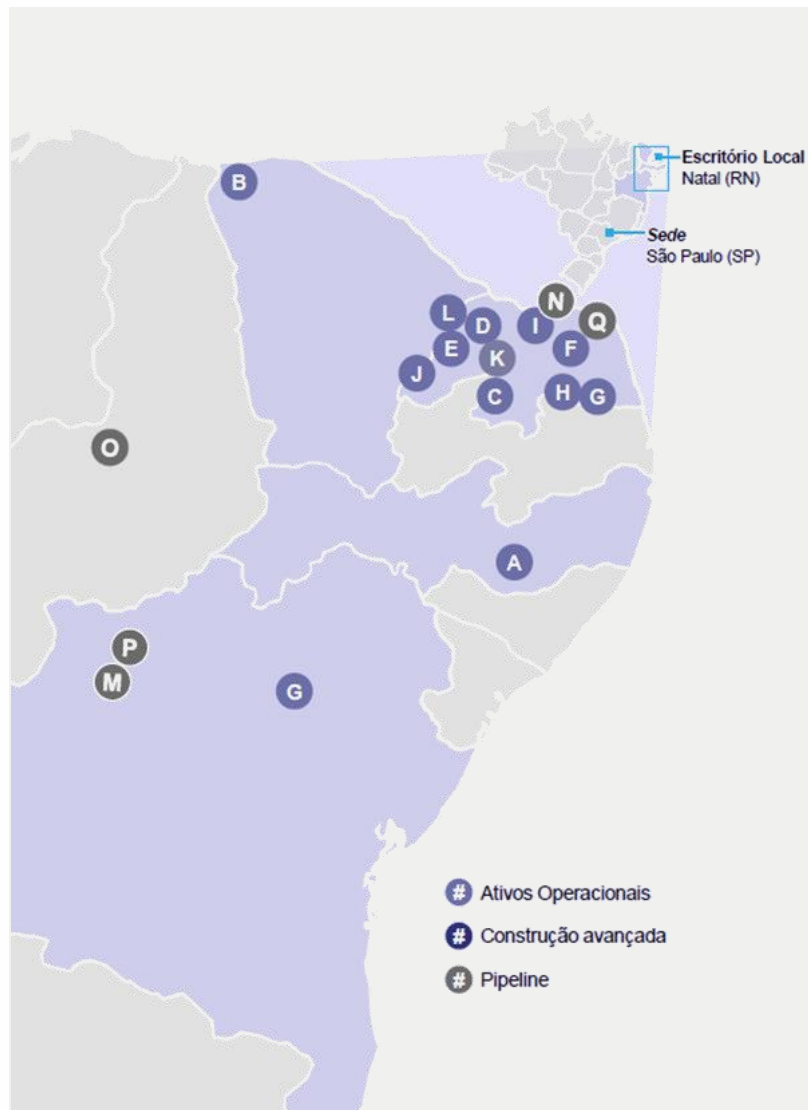 B
Escritório Local
Natal (RN)
Sede
São Paulo (SP)
L
D
I
N
Q
E
K
F
J
C
H
G
O
A
P
M
G
# Ativos Operacionais
# Construção avançada
# Pipeline